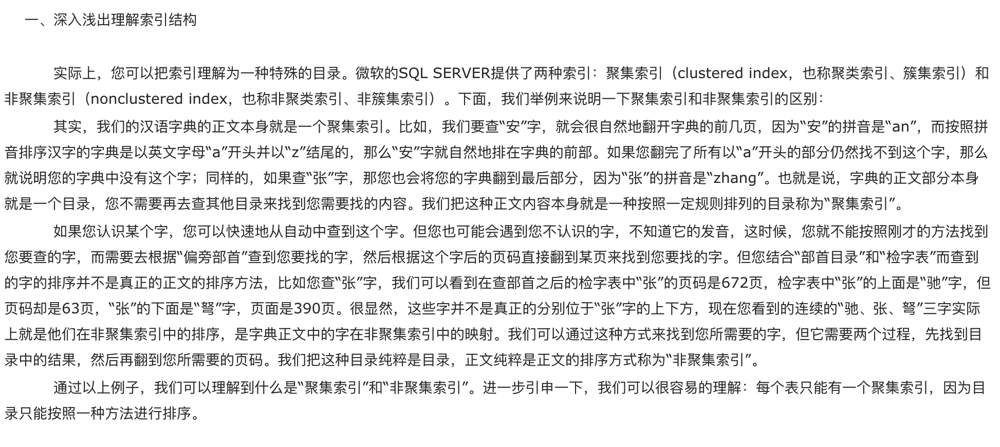 一、深入浅出理解索引结构
实际上，您可以把索引理解为一种特殊的目录。微软的SQL SERVER提供了两种索引：聚集索引（clustered index，也称聚类索引、簇集索引）和
非聚集索引（nonclustered index，也称非聚类索引、非簇集索引）。下面，我们举例来说明一下聚集索引和非聚集索引的区别：
其实，我们的汉语字典的正文本身就是一个聚集索引。比如，我们要查“安”字，就会很自然地翻开字典的前几页，因为“安”的拼音是“an”，而按照拼
音排序汉字的字典是以英文字母“a”开头并以“z”结尾的，那么“安”字就自然地排在字典的前部。如果您翻完了所有以“a”开头的部分仍然找不到这个字，那么
就说明您的字典中没有这个字；同样的，如果查“张”字，那您也会将您的字典翻到最后部分，因为“张”的拼音是“zhang”。也就是说，字典的正文部分本身
就是一个目录，您不需要再去查其他目录来找到您需要找的内容。我们把这种正文内容本身就是一种按照一定规则排列的目录称为“聚集索引”。
如果您认识某个字，您可以快速地从自动中查到这个字。但您也可能会遇到您不认识的字，不知道它的发音，这时候，您就不能按照刚才的方法找到
您要查的字，而需要去根据“偏旁部首”查到您要找的字，然后根据这个字后的页码直接翻到某页来找到您要找的字。但您结合“部首目录”和“检字表”而查到
的字的排序并不是真正的正文的排序方法，比如您查“张”字，我们可以看到在查部首之后的检字表中“张”的页码是672页，检字表中“张”的上面是“驰”字，但
页码却是63页，“张”的下面是“弩”字，页面是390页。很显然，这些字并不是真正的分别位于“张”字的上下方，现在您看到的连续的“驰、张、弩”三字实际
上就是他们在非聚集索引中的排序，是字典正文中的字在非聚集索引中的映射。我们可以通过这种方式来找到您所需要的字，但它需要两个过程，先找到目
录中的结果，然后再翻到您所需要的页码。我们把这种目录纯粹是目录，正文纯粹是正文的排序方式称为“非聚集索引”。
通过以上例子，我们可以理解到什么是“聚集索引”和“非聚集索引”。进一步引申一下，我们可以很容易的理解：每个表只能有一个聚集索引，因为目
录只能按照一种方法进行排序。